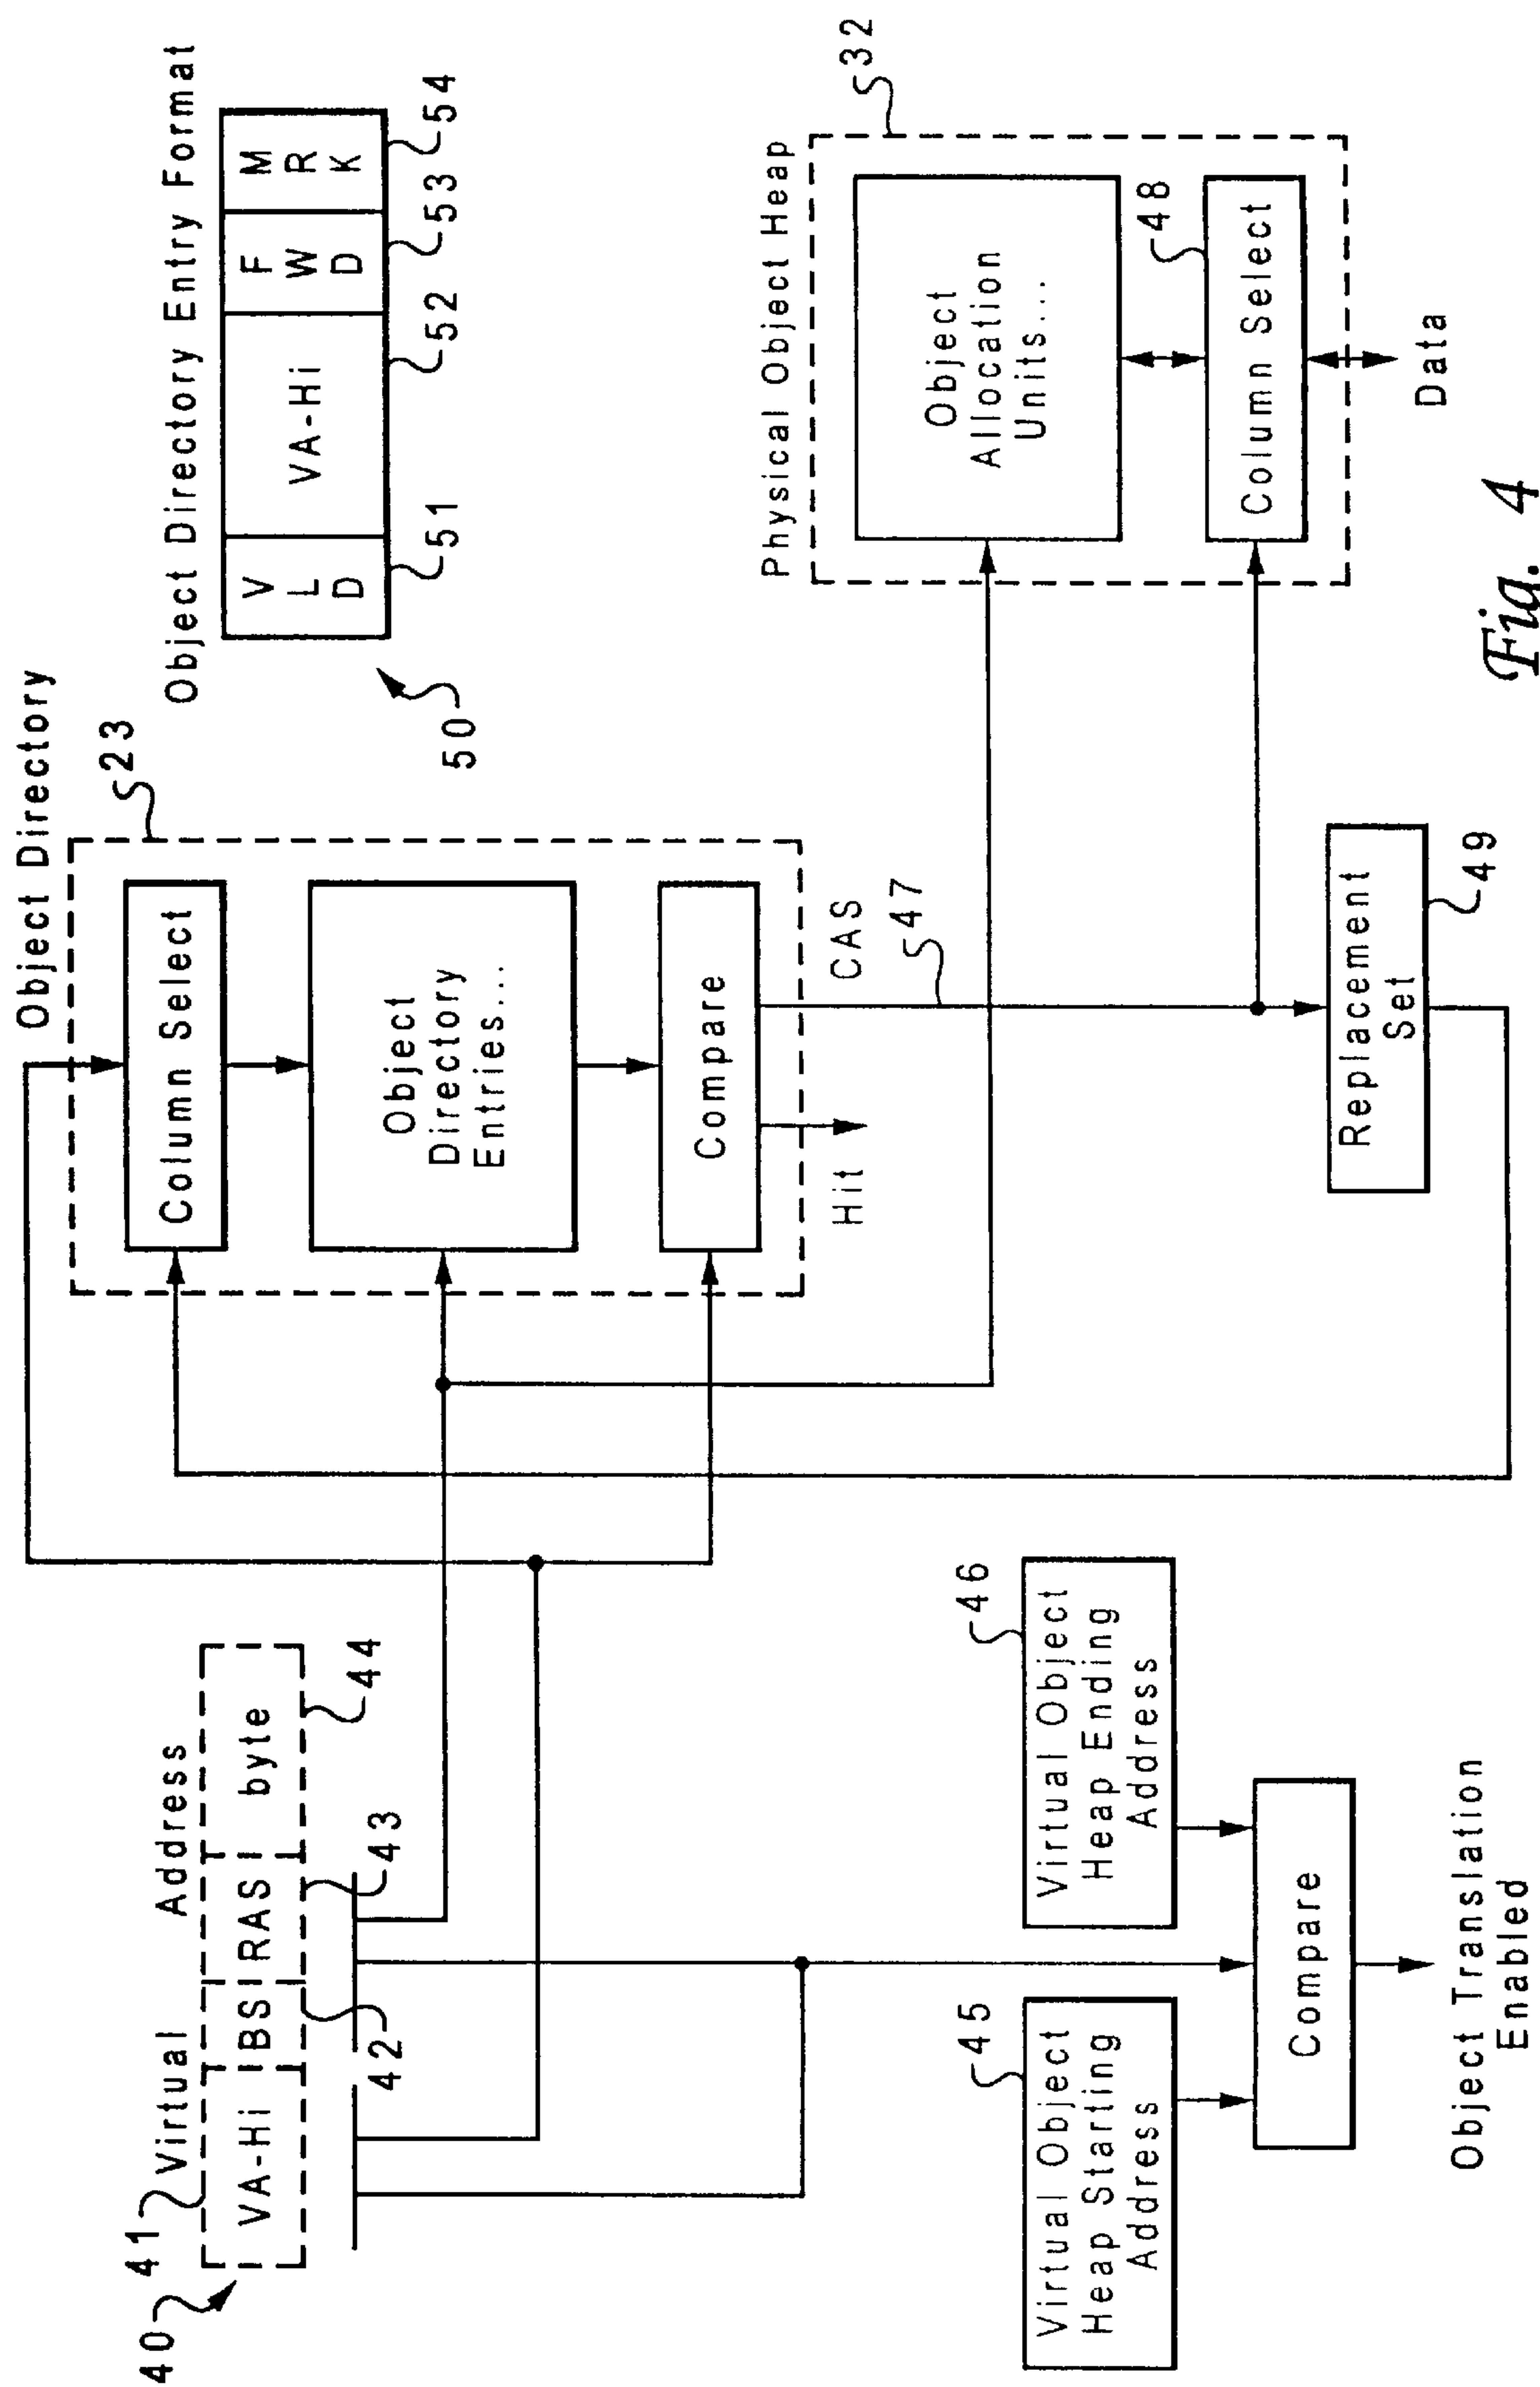 Object Directory
Object Directory Entry Format
23
Column Select
Object
Directory
Entries...
Compare
Hit
CAS
47
VLD
VA-Hi
FWD
MRK
50
51
52
53
54
41
40
Virtual Address
VA-Hi
BS
RAS
byte
42
43
44
Physical Object Heap
32
Object
Allocation
Units...
48
Column Select
Data
Replacement
Set
49
45
Virtual Object
Heap Starting
Address
46
Virtual Object
Heap Ending
Address
Compare
Object Translation
Enabled
Fig. 4